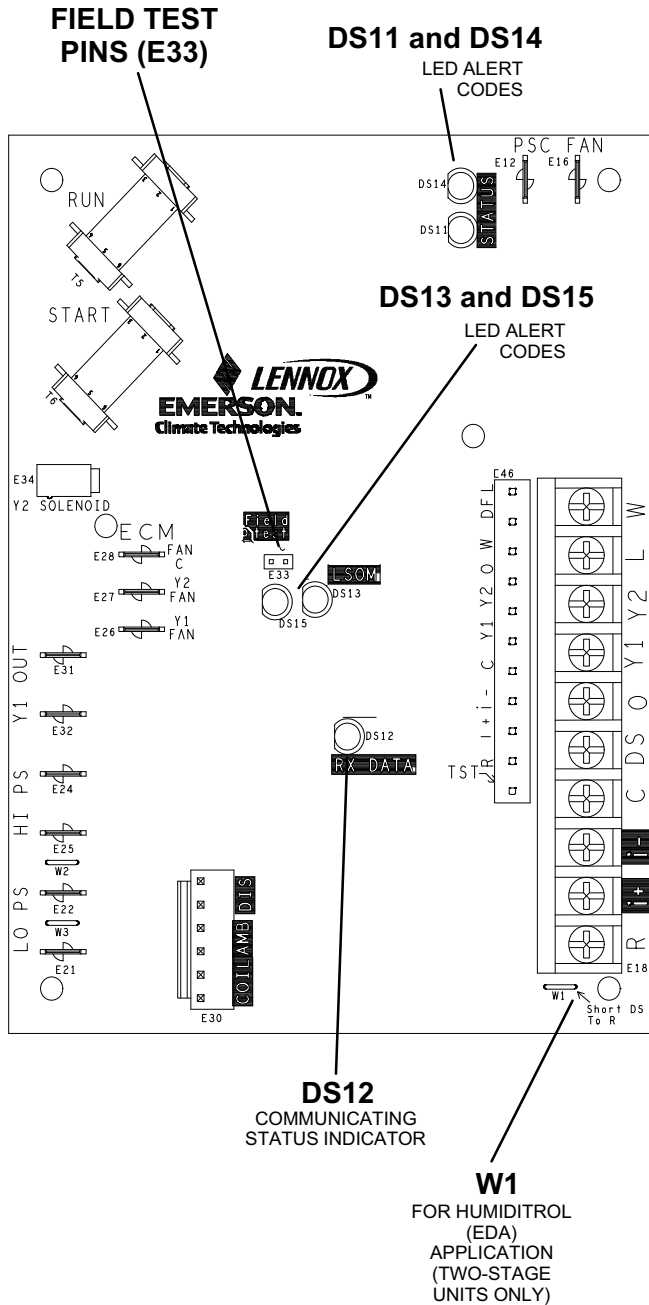 FIELD TEST
PINS (E33)
DS11 and DS14
LED ALERT
CODES
PSC FAN
E12
E16
DS14
DS11
STATUS
RUN
T5
START
T6
DS13 and DS15
LED ALERT
CODES
LENNOX
TM
EMERSON.
Climate Technologies
E34
Y2 SOLENOID
ECM
E28
FAN
C
E27
Y2
FAN
E26
Y1
FAN
Field
Test
E33
LSOM
DS13
DS15
E46
DFL
W
O
Y2
Y1
C
i-
I+
R
TST
W
L
Y2
Y1
O
DS
C
i-
i+
R
E18
Y1 OUT
E31
E32
HI PS
E24
E25
W2
LO PS
E22
W3
E21
DS12
RX DATA
DIS
AMB
COIL
E30
W1
Short DS
To R
DS12
COMMUNICATING
STATUS INDICATOR
W1
FOR HUMIDITROL
(EDA)
APPLICATION
(TWO-STAGE
UNITS ONLY)